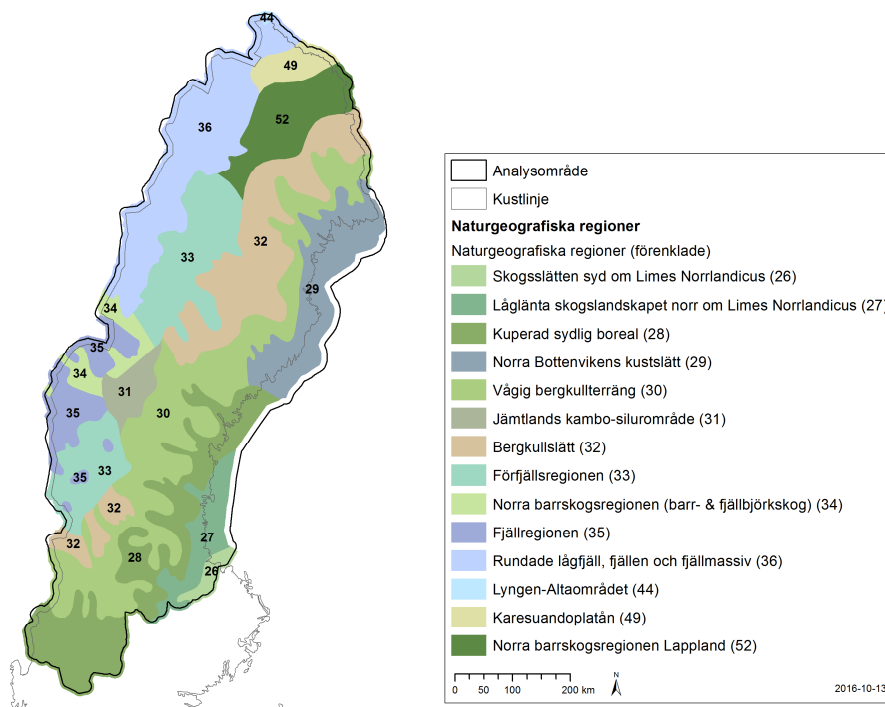 44
49
36
52
32
33
29
34
35
34
31
35
30
33
35
32
32
27
28
26
Analysområde
Kustlinje
Naturgeografiska regioner
Naturgeografiska regioner (förenklade)
Skogsslätten syd om Limes Norrlandicus (26)
Låglänta skogslandskapet norr om Limes Norrlandicus (27)
Kuperad sydlig boreal (28)
Norra Bottenvikens kustslätt (29)
Vågig bergkullterräng (30)
Jämtlands kambo-silurområde (31)
Bergkullslätt (32)
Förfjällsregionen (33)
Norra barrskogsregionen (barr- & fjällbjörkskog) (34)
Fjällregionen (35)
Rundade lågfjäll, fjällen och fjällmassiv (36)
Lyngen-Altaområdet (44)
Karesuandoplatån (49)
Norra barrskogsregionen Lappland (52)
0 50 100 200 km
N
2016-10-13